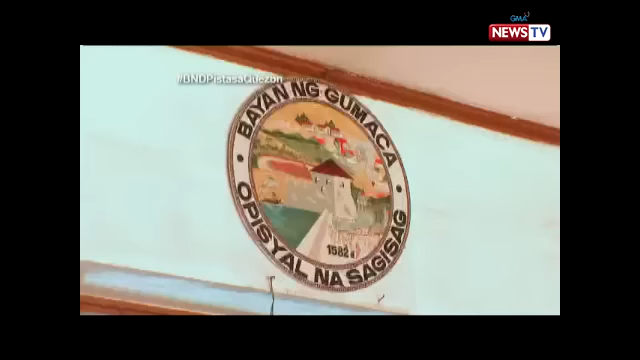 GMA
NEWS TV
#BNDPistasaQuezon
BAYAN NG GUMACA
1582
OPISYAL NA SAGISAG